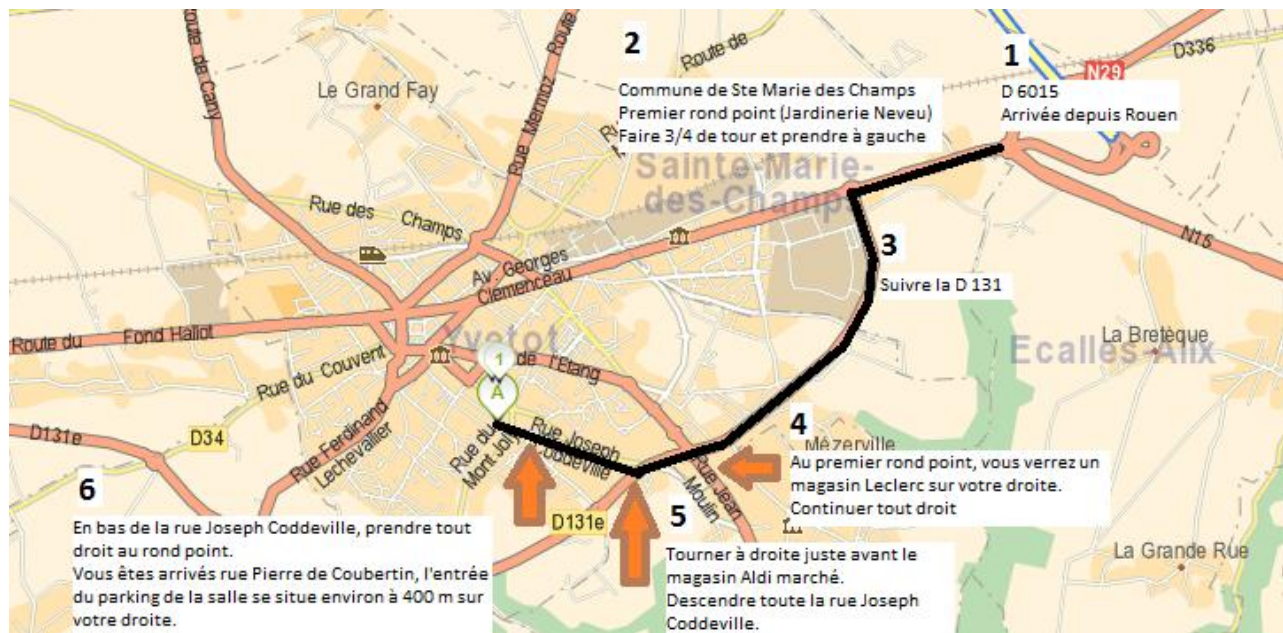 Route de Cany
Route
Rue Mermoz
Route de
Le Grand Fay
2
Commune de Ste Marie des Champs
Premier rond point (Jardinerie Neveu)
Faire 3/4 de tour et prendre à gauche
1
N29
D336
D 6015
Arrivée depuis Rouen
Sainte-Marie-
des-Champs
Rue des Champs
Av. Georges
Clemenceau
3
Suivre la D 131
N15
Route du Fond Hallot
Yvetot
1
A
de l'Etang
Rue du Couvent
La Bretèque
Ecalles-Alix
D131e
D34
Rue Ferdinand
Lechevallier
Rue du
Mont Joly
Rue Joseph
Coddeville
Rue Jean
Moulin
D131e
4
Mézerville
Au premier rond point, vous verrez un
magasin Leclerc sur votre droite.
Continuer tout droit
5
Tourner à droite juste avant le
magasin Aldi marché.
Descendre toute la rue Joseph
Coddeville.
La Grande Rue
6
En bas de la rue Joseph Coddeville, prendre tout
droit au rond point.
Vous êtes arrivés rue Pierre de Coubertin, l'entrée
du parking de la salle se situe environ à 400 m sur
votre droite.